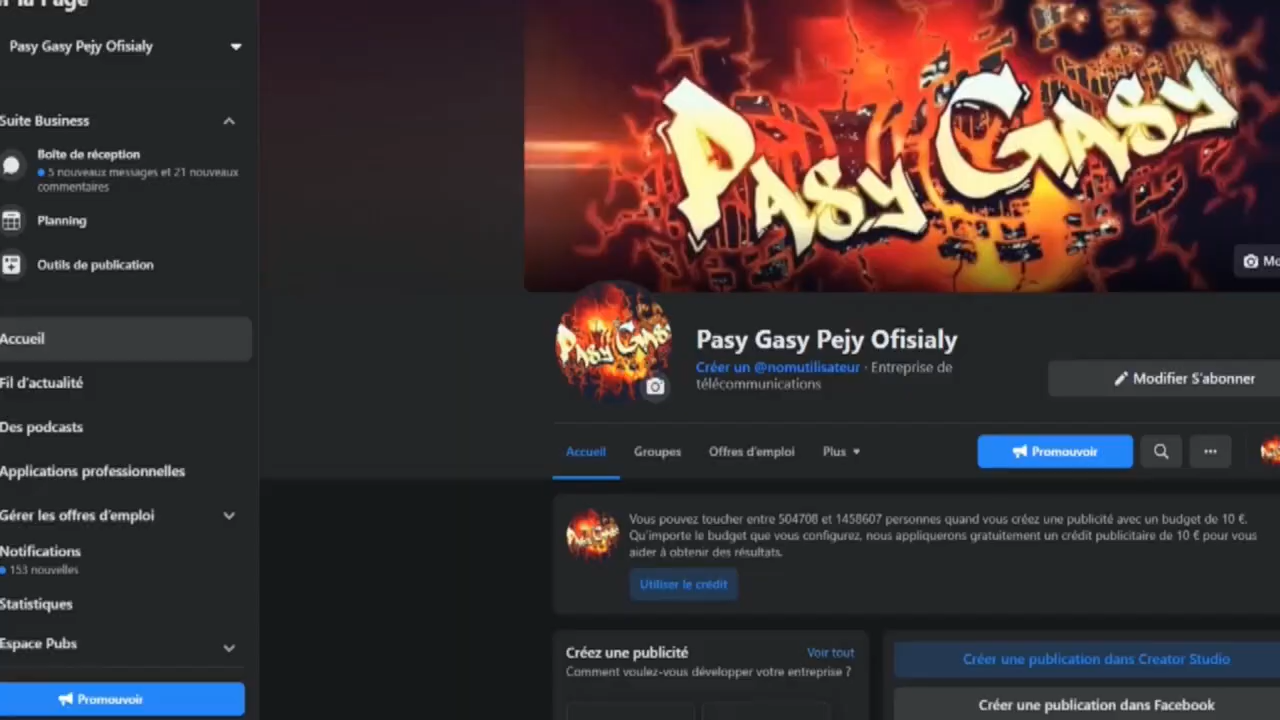 Pasy Gasy Pejy Ofisialy
Suite Business
Boîte de réception
5 nouveaux messages et 21 nouveaux
commentaires
Planning
Outils de publication
Accueil
Fil d'actualité
Des podcasts
Applications professionnelles
Gérer les offres d'emploi
Notifications
153 nouvelles
Statistiques
Espace Pubs
Promouvoir
PASY GASY
PASY GASY
Pasy Gasy Pejy Ofisialy
Créer un @nomutilisateur · Entreprise de
télécommunications
Modifier S'abonner
Accueil Groupes Offres d'emploi Plus
Promouvoir
Vous pouvez toucher entre 504708 et 1458607 personnes quand vous créez une publicité avec un budget de 10 €.
Qu'importe le budget que vous configurez, nous appliquerons gratuitement un crédit publicitaire de 10 € pour vous
aider à obtenir des résultats.
Utiliser le crédit
Créez une publicité Voir tout
Comment voulez-vous développer votre entreprise ?
Créer une publication dans Creator Studio
Créer une publication dans Facebook